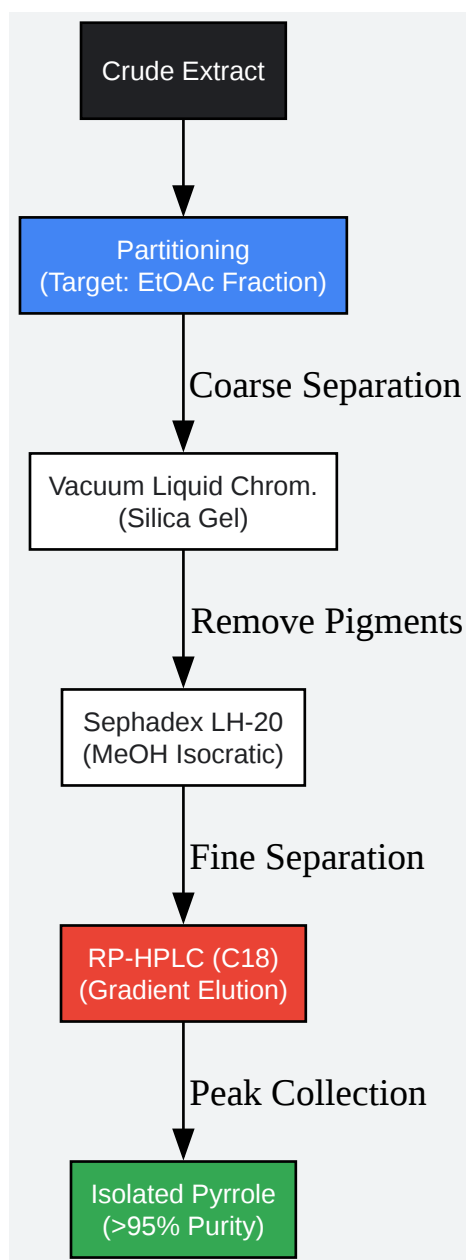 Crude Extract
Partitioning
(Target: EtOAc Fraction)
Coarse Separation
Vacuum Liquid Chrom.
(Silica Gel)
Remove Pigments
Sephadex LH-20
(MeOH Isocratic)
Fine Separation
RP-HPLC (C18)
(Gradient Elution)
Peak Collection
Isolated Pyrrole
(>95% Purity)